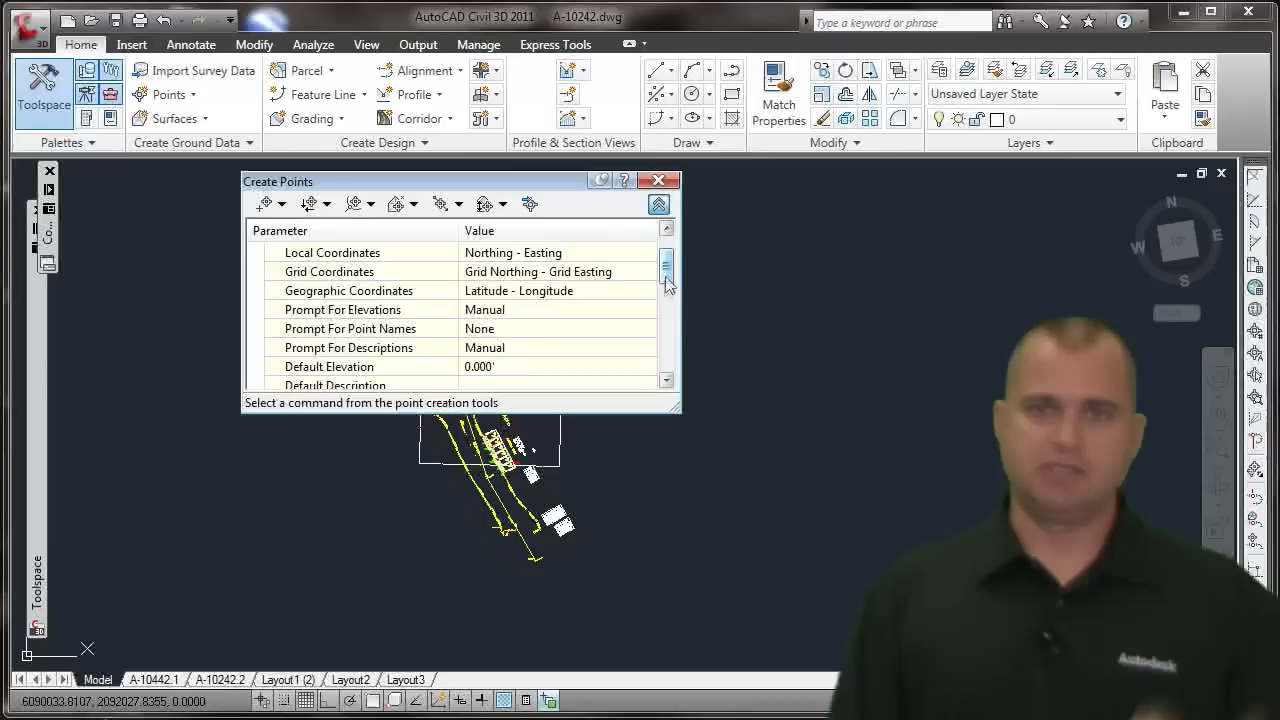 AutoCAD Civil 3D 2011 A-10242.dwg
Type a keyword or phrase
3D
Home Insert Annotate Modify Analyze View Output Manage Express Tools
Toolspace
Import Survey Data
Points
Surfaces
Parcel
Feature Line
Grading
Alignment
Profile
Corridor
Match
Properties
Unsaved Layer State
0
Paste
Palettes Create Ground Data Create Design Profile & Section Views Draw Modify Layers Clipboard
Create Points
Parameter Value
Local Coordinates Northing - Easting
Grid Coordinates Grid Northing - Grid Easting
Geographic Coordinates Latitude - Longitude
Prompt For Elevations Manual
Prompt For Point Names None
Prompt For Descriptions Manual
Default Elevation 0.000'
Default Description
Select a command from the point creation tools
N
W TOP E
S
Co...
Toolspace
Autodesk
Model A-10442.1 A-10242.2 Layout1 (2) Layout2 Layout3
6090033.8107, 2092027.8355, 0.0000